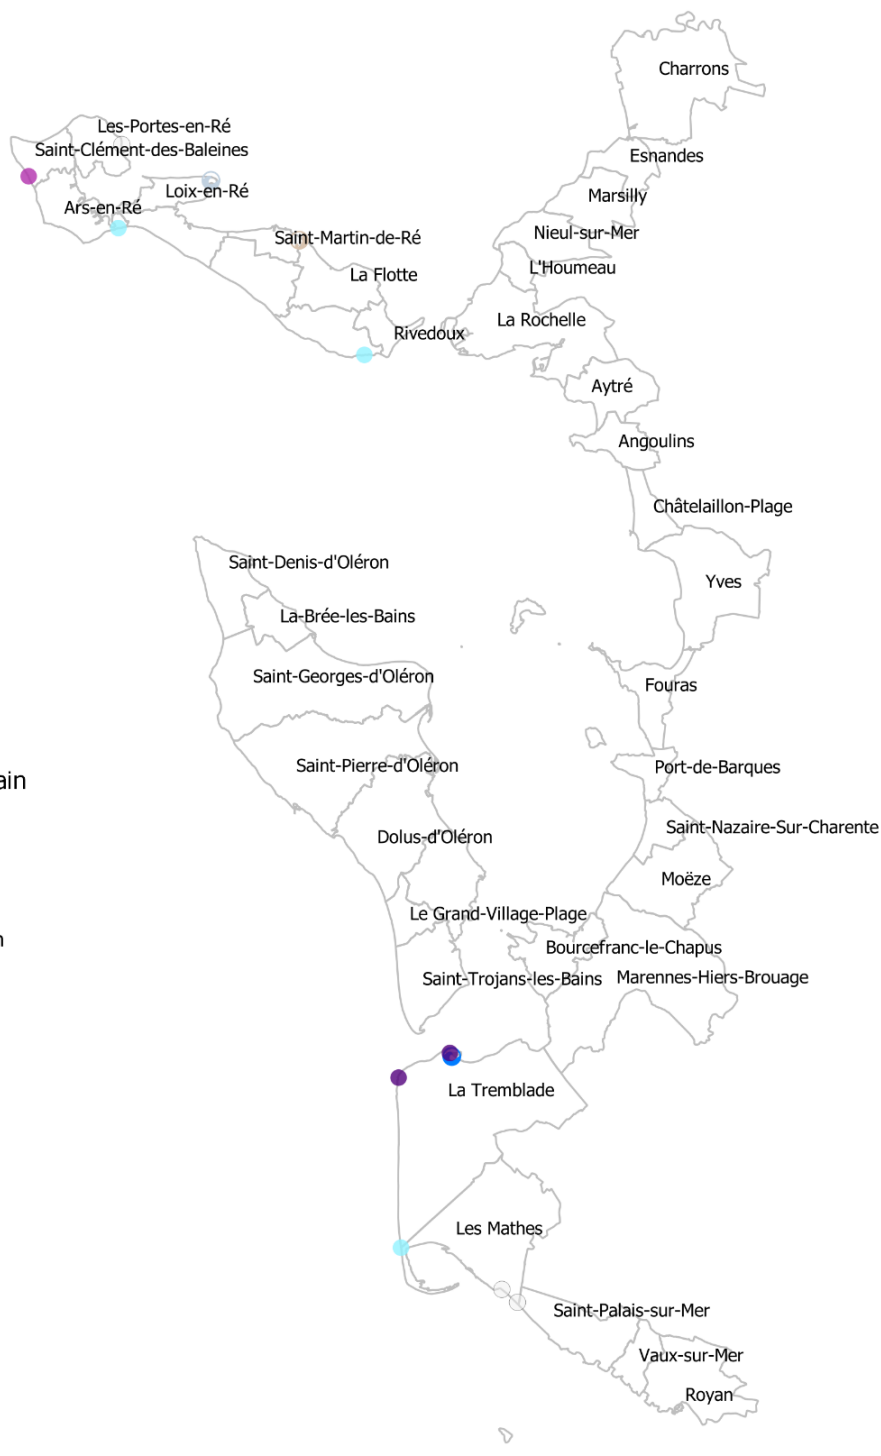 Charrons
Les-Portes-en-Ré
Saint-Clément-des-Baleines
Esnandes
Loix-en-Ré
Marsilly
Ars-en-Ré
Nieul-sur-Mer
Saint-Martin-de-Ré
L'Houmeau
La Flotte
La Rochelle
Rivedoux
Aytré
Angoulins
Châtelaillon-Plage
Saint-Denis-d'Oléron
Yves
La-Brée-les-Bains
Saint-Georges-d'Oléron
Fouras
Saint-Pierre-d'Oléron
Port-de-Barques
ain
Saint-Nazaire-Sur-Charente
Dolus-d'Oléron
Moëze
Le Grand-Village-Plage
n
Bourcefranc-le-Chapus
Saint-Trojans-les-Bains
Marennes-Hiers-Brouage
La Tremblade
Les Mathes
Saint-Palais-sur-Mer
Vaux-sur-Mer
Royan